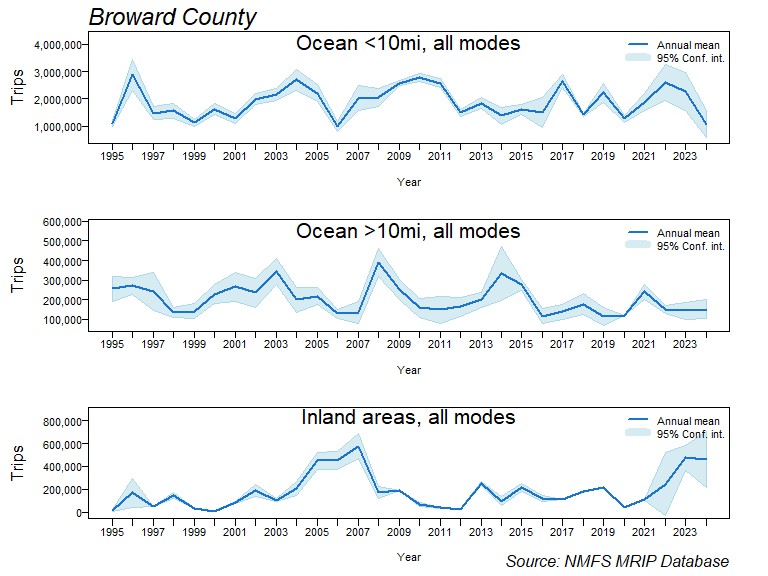 Broward County
Ocean <10mi, all modes
Annual mean
95% Conf. int.
Trips
4,000,000
3,000,000
2,000,000
1,000,000
1995 1997 1999 2001 2003 2005 2007 2009 2011 2013 2015 2017 2019 2021 2023
Year
Ocean >10mi, all modes
Annual mean
95% Conf. int.
Trips
600,000
500,000
400,000
300,000
200,000
100,000
1995 1997 1999 2001 2003 2005 2007 2009 2011 2013 2015 2017 2019 2021 2023
Year
Inland areas, all modes
Annual mean
95% Conf. int.
Trips
800,000
600,000
400,000
200,000
0
1995 1997 1999 2001 2003 2005 2007 2009 2011 2013 2015 2017 2019 2021 2023
Year
Source: NMFS MRIP Database